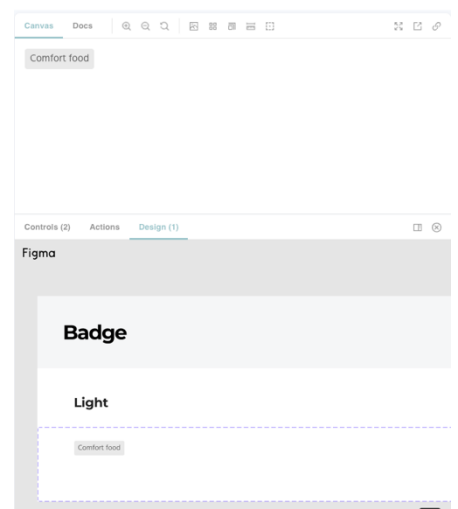 Canvas Docs
Comfort food
Controls (2) Actions Design (1)
Figma
Badge
Light
Comfort food